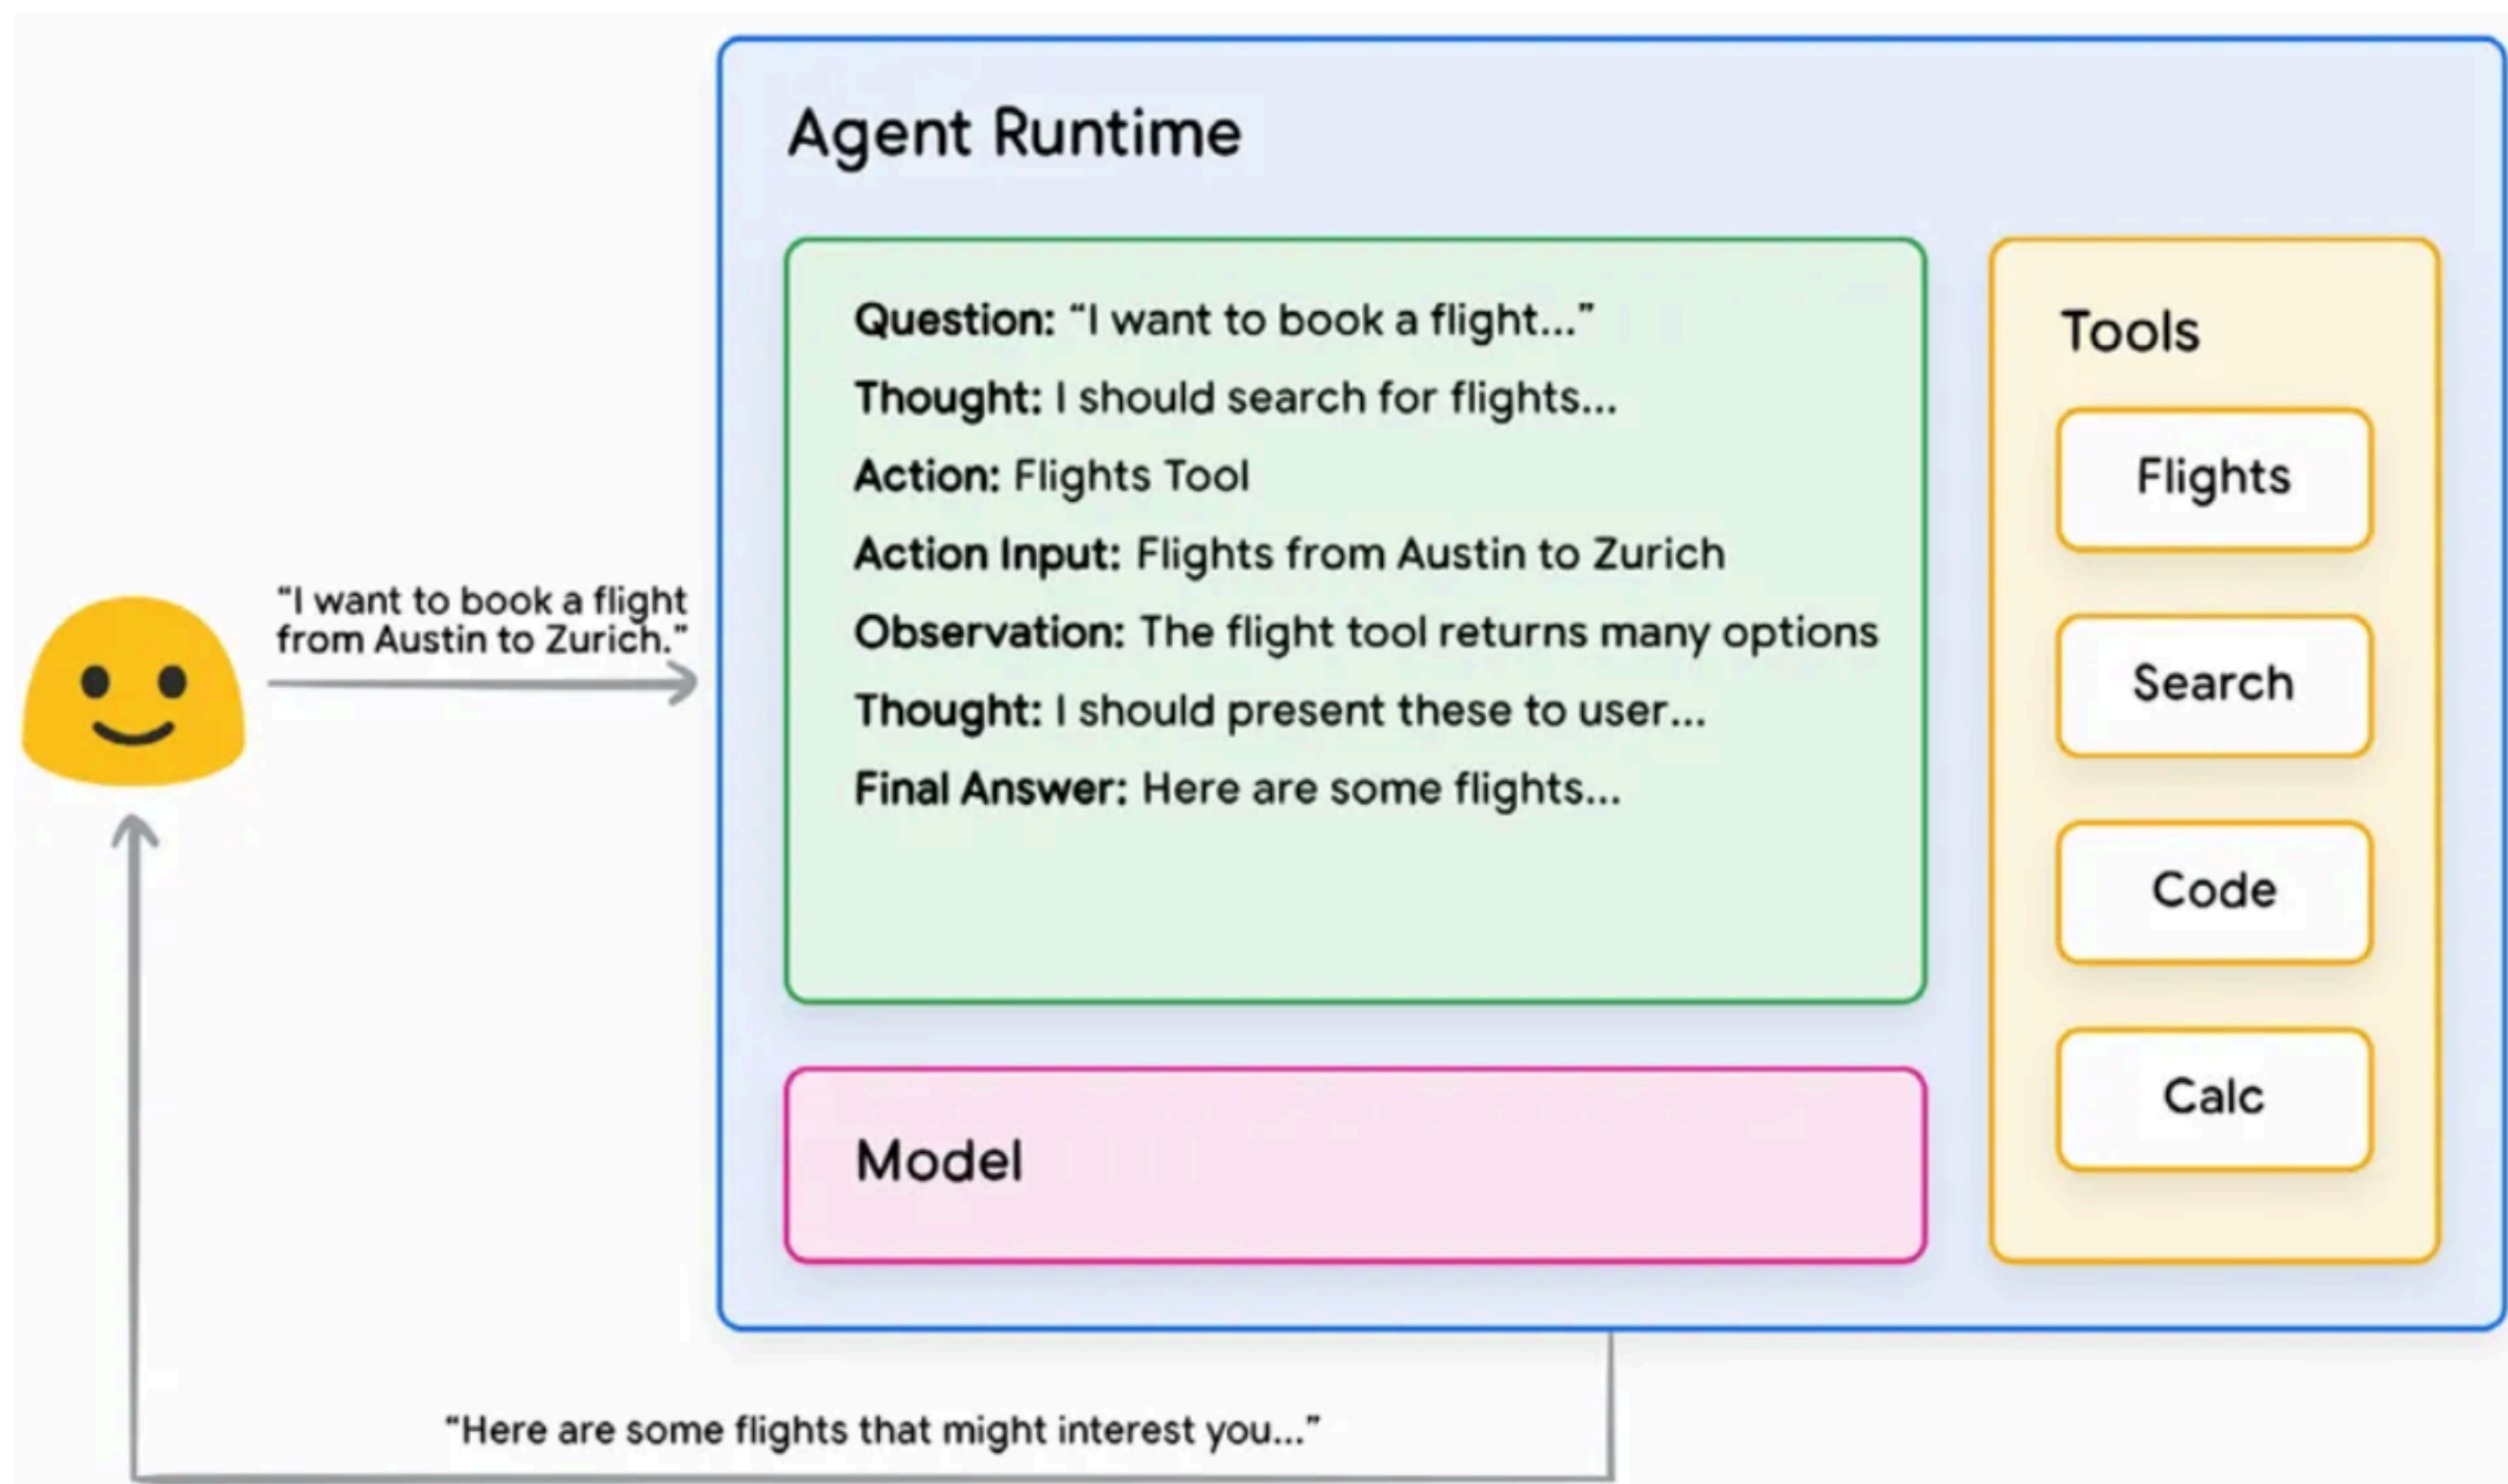 Agent Runtime
“I want to book a flight
from Austin to Zurich.”
Question: “I want to book a flight...”
Thought: I should search for flights...
Action: Flights Tool
Action Input: Flights from Austin to Zurich
Observation: The flight tool returns many options
Thought: I should present these to user...
Final Answer: Here are some flights...
Model
Tools
Flights
Search
Code
Calc
“Here are some flights that might interest you...”